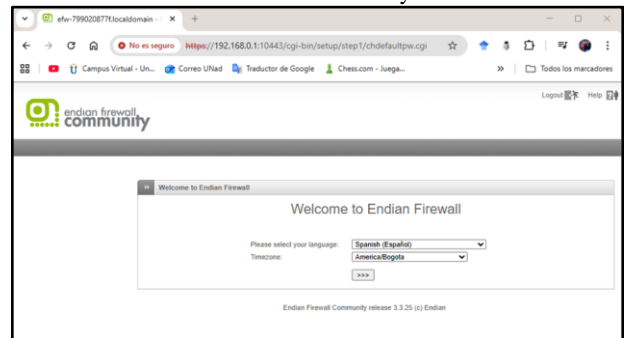 efw-799020877f.localdomain -
No es seguro https://192.168.0.1:10443/cgi-bin/setup/step1/chdefaultpw.cgi
Campus Virtual - Un... Correo UNad Traductor de Google Chess.com - Juega... » Todos los marcadores
Logout Help
endian firewall
community
Welcome to Endian Firewall
Welcome to Endian Firewall
Please select your language: Spanish (Español)
Timezone: America/Bogota
>>>
Endian Firewall Community release 3.3.25 (c) Endian